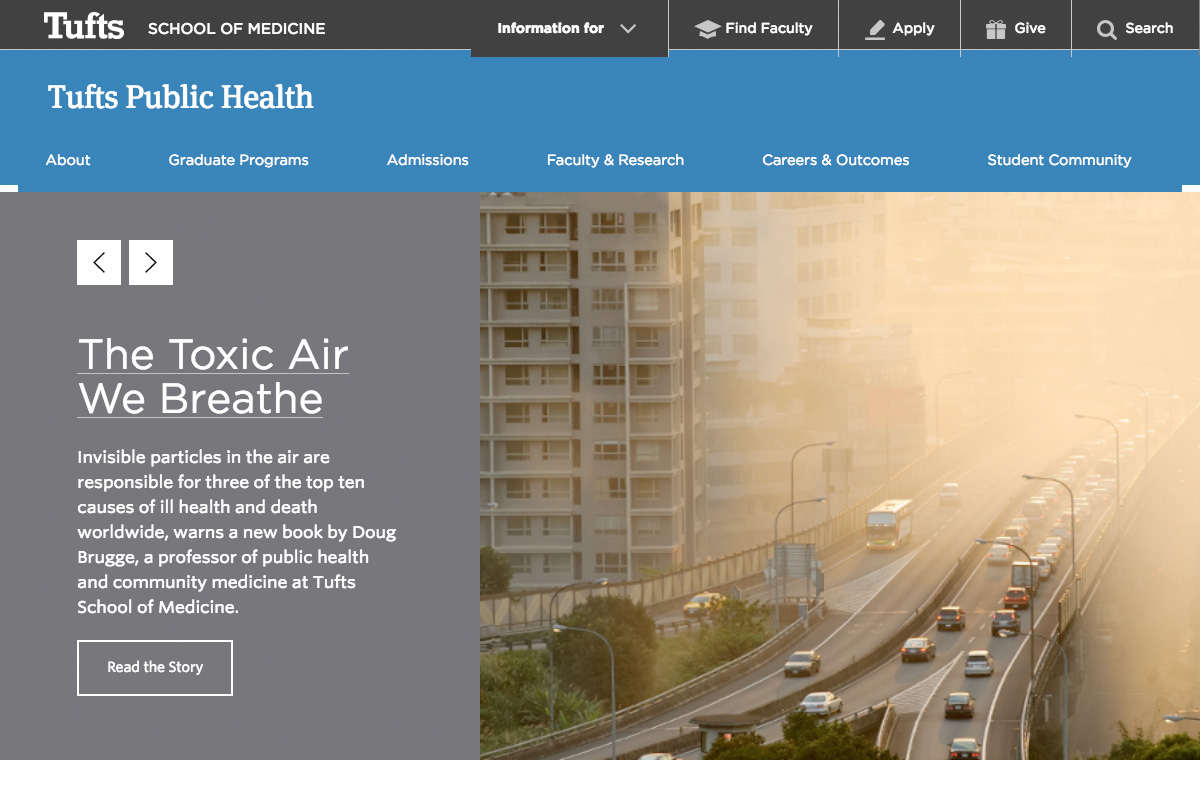 Tufts SCHOOL OF MEDICINE Information for Find Faculty Apply Give Search
Tufts Public Health
About Graduate Programs Admissions Faculty & Research Careers & Outcomes Student Community
The Toxic Air
We Breathe
Invisible particles in the air are
responsible for three of the top ten
causes of ill health and death
worldwide, warns a new book by Doug
Brugge, a professor of public health
and community medicine at Tufts
School of Medicine.
Read the Story